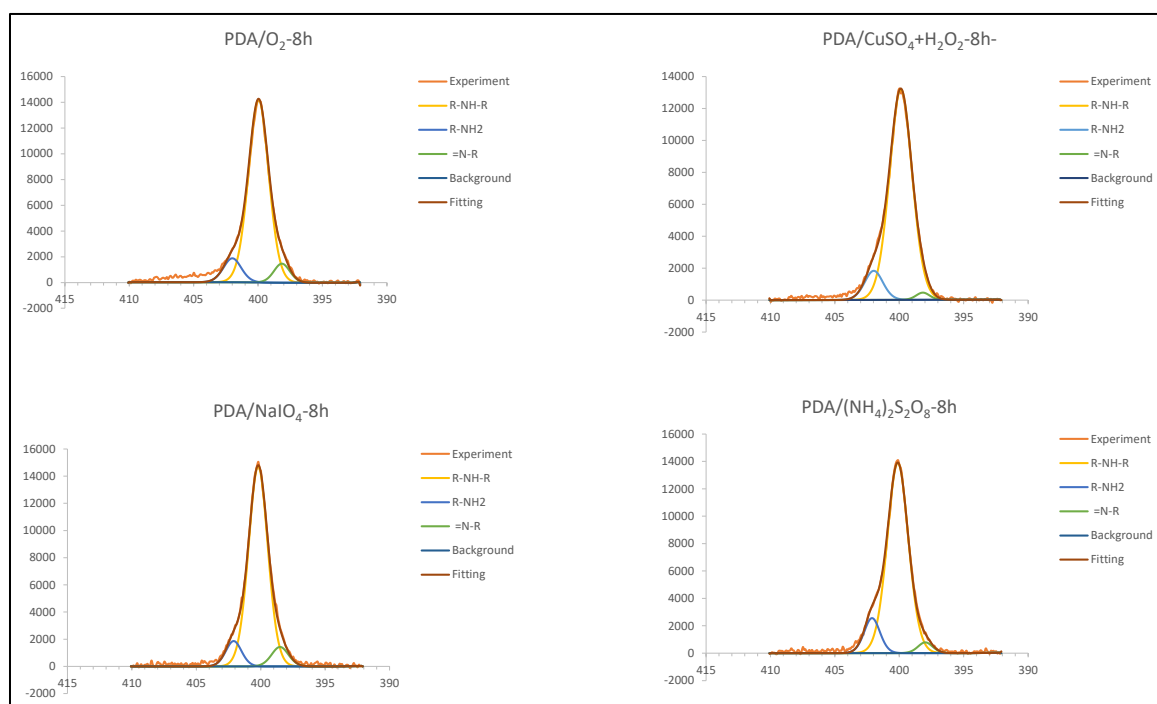 PDA/O2-8h
16000
14000
12000
10000
8000
6000
4000
2000
0
-2000
415 410 405 400 395 390
Experiment
R-NH-R
R-NH2
=N-R
Background
Fitting
PDA/CuSO4+H2O2-8h-
14000
12000
10000
8000
6000
4000
2000
0
-2000
415 410 405 400 395 390
Experiment
R-NH-R
R-NH2
=N-R
Background
Fitting
PDA/NaIO4-8h
16000
14000
12000
10000
8000
6000
4000
2000
0
-2000
415 410 405 400 395 390
Experiment
R-NH-R
R-NH2
=N-R
Background
Fitting
PDA/(NH4)2S2O8-8h
16000
14000
12000
10000
8000
6000
4000
2000
0
-2000
415 410 405 400 395 390
Experiment
R-NH-R
R-NH2
=N-R
Background
Fitting